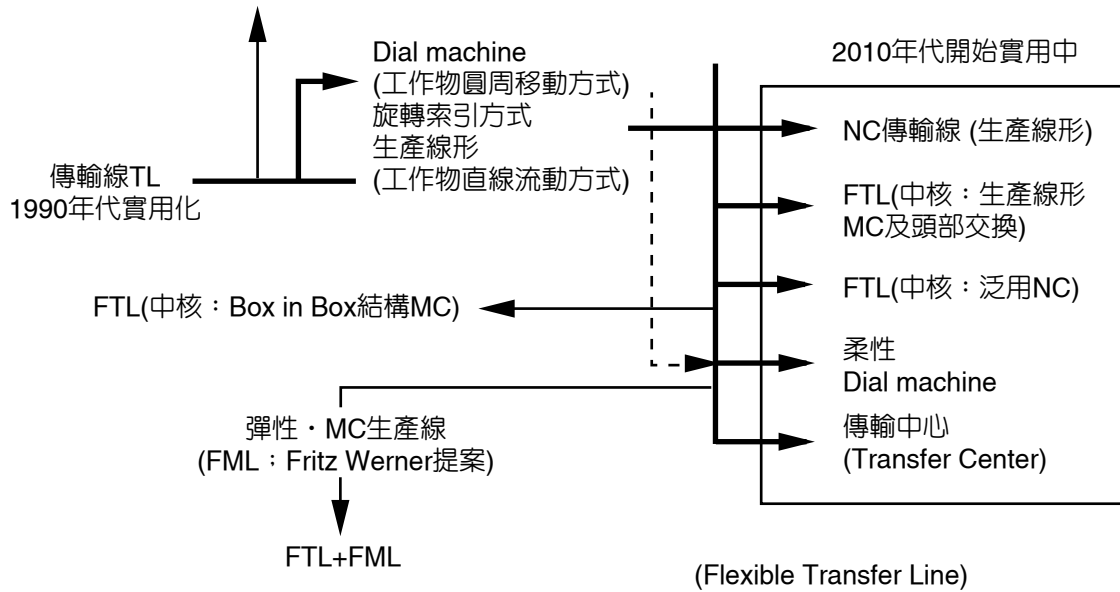 傳輸線TL
1990年代實用化
Dial machine
(工作物圓周移動方式)
旋轉索引方式
生產線形
(工作物直線流動方式)
2010年代開始實用中
NC傳輸線 (生產線形)
FTL(中核：生產線形
MC及頭部交換)
FTL(中核：泛用NC)
柔性
Dial machine
傳輸中心
(Transfer Center)
FTL(中核：Box in Box結構MC)
彈性・MC生產線
(FML；Fritz Werner提案)
FTL+FML
(Flexible Transfer Line)